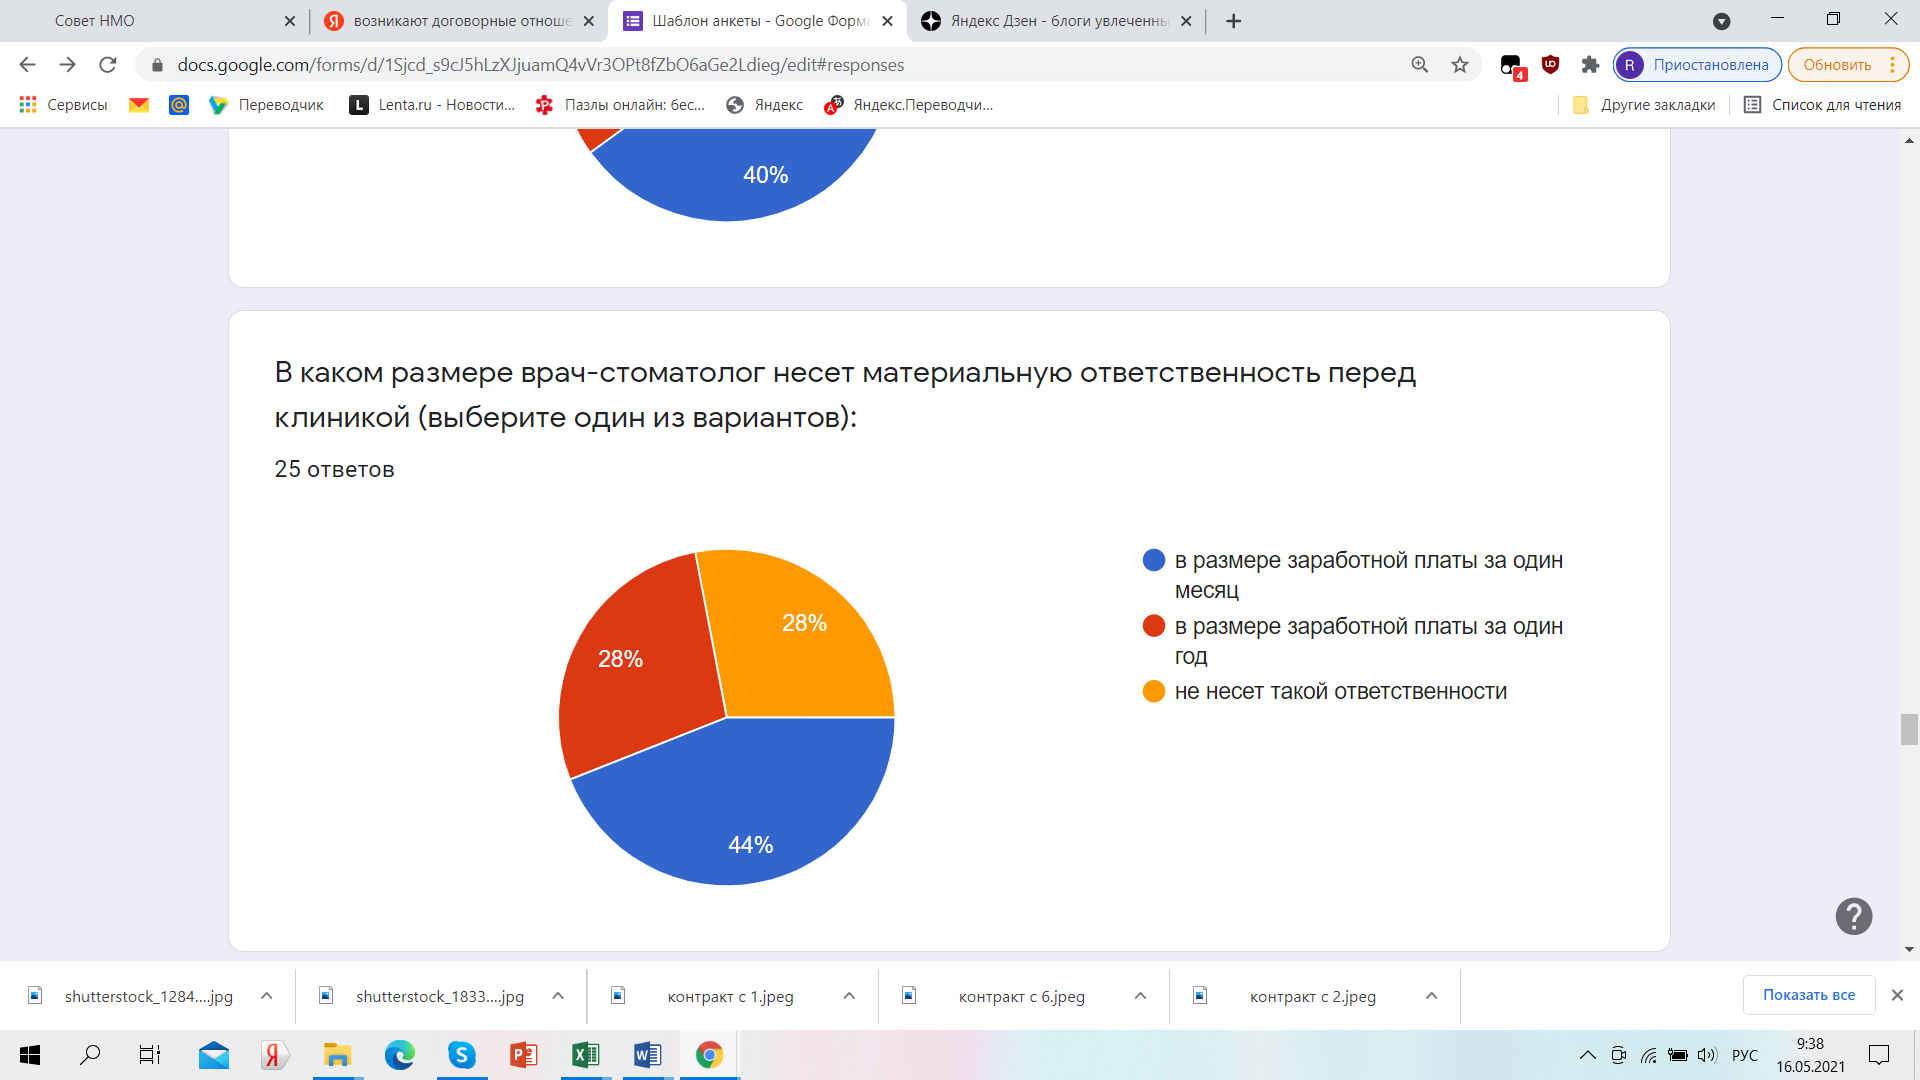 Совет НМО
возникают договорные отноше
Шаблон анкеты - Google Форм
Яндекс Дзен - блоги увлеченны
docs.google.com/forms/d/1Sjcd_s9cJ5hLzXJjuamQ4vVr3OPt8fZbO6aGe2Ldieg/edit#responses
4
R
Приостановлена
Обновить
Сервисы
Переводчик
L
Lenta.ru - Новости...
Пазлы онлайн: бес...
Яндекс
Яндекс.Переводчи...
Другие закладки
Список для чтения
40%
В каком размере врач-стоматолог несет материальную ответственность перед
клиникой (выберите один из вариантов):
25 ответов
28%
28%
44%
в размере заработной платы за один
месяц
в размере заработной платы за один
год
не несет такой ответственности
shutterstock_1284....jpg
shutterstock_1833....jpg
контракт с 1.jpeg
контракт с 6.jpeg
контракт с 2.jpeg
Показать все
РУС
9:38
16.05.2021